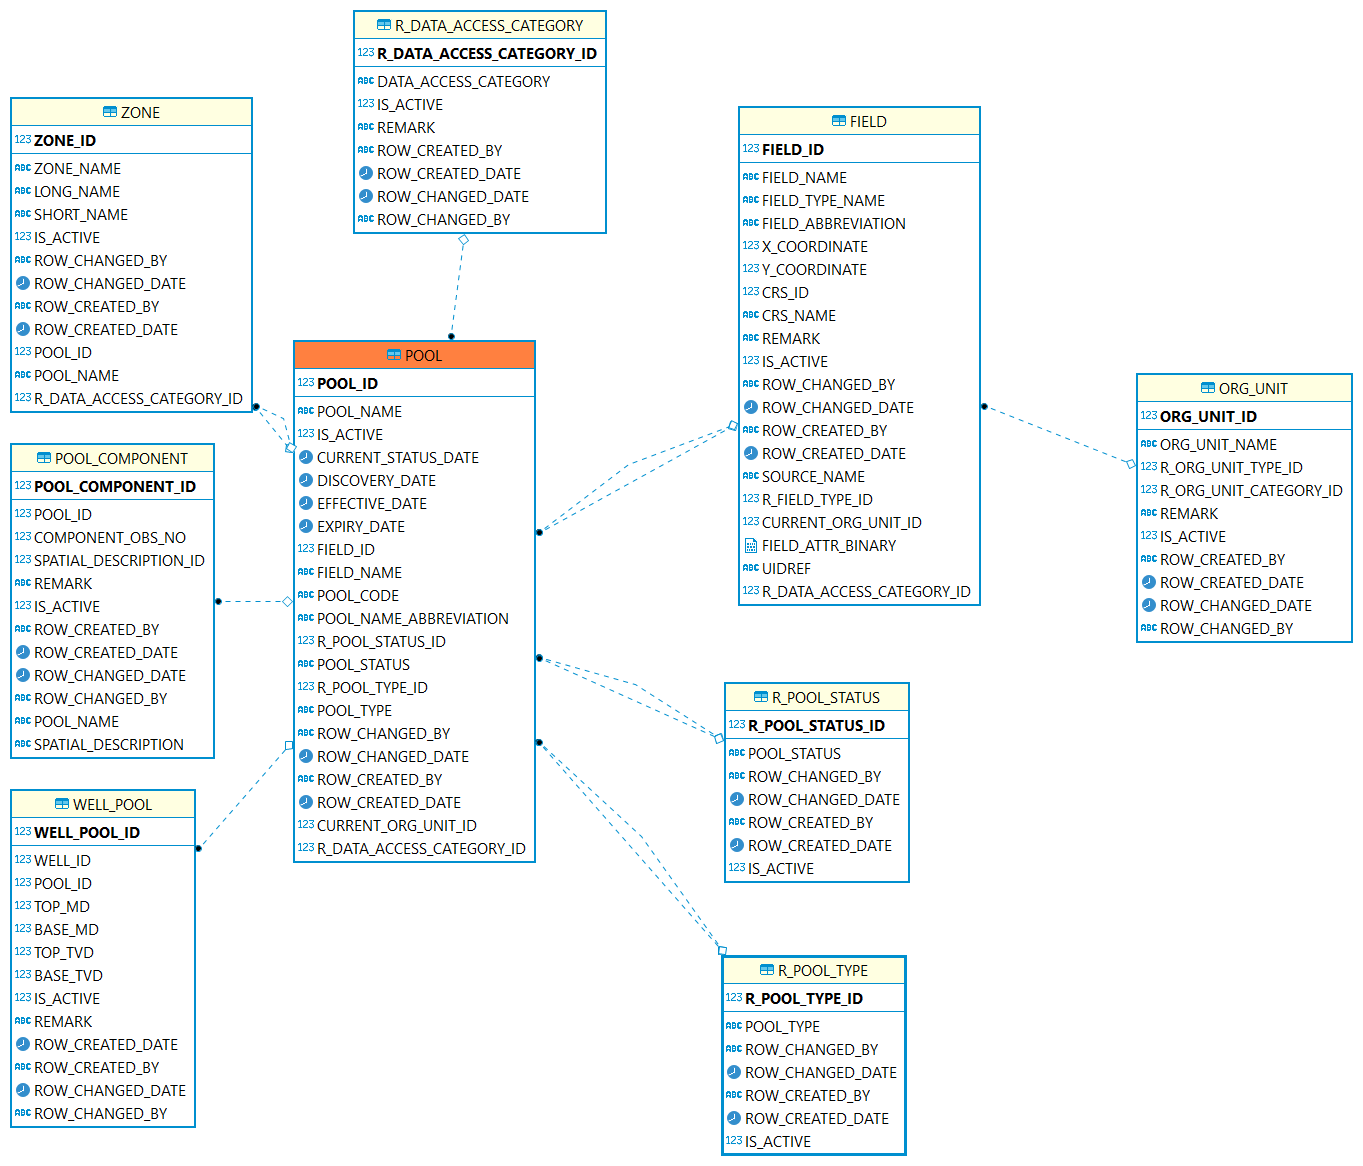 R_DATA_ACCESS_CATEGORY
123 R_DATA_ACCESS_CATEGORY_ID
ABC DATA_ACCESS_CATEGORY
123 IS_ACTIVE
ABC REMARK
ABC ROW_CREATED_BY
ROW_CREATED_DATE
ROW_CHANGED_DATE
ABC ROW_CHANGED_BY
ZONE
123 ZONE_ID
ABC ZONE_NAME
ABC LONG_NAME
ABC SHORT_NAME
123 IS_ACTIVE
ABC ROW_CHANGED_BY
ROW_CHANGED_DATE
ABC ROW_CREATED_BY
ROW_CREATED_DATE
123 POOL_ID
ABC POOL_NAME
123 R_DATA_ACCESS_CATEGORY_ID
POOL_COMPONENT
123 POOL_COMPONENT_ID
123 POOL_ID
123 COMPONENT_OBS_NO
123 SPATIAL_DESCRIPTION_ID
ABC REMARK
123 IS_ACTIVE
ABC ROW_CREATED_BY
ROW_CREATED_DATE
ROW_CHANGED_DATE
ABC ROW_CHANGED_BY
ABC POOL_NAME
ABC SPATIAL_DESCRIPTION
WELL_POOL
123 WELL_POOL_ID
123 WELL_ID
123 POOL_ID
123 TOP_MD
123 BASE_MD
123 TOP_TVD
123 BASE_TVD
123 IS_ACTIVE
ABC REMARK
ROW_CREATED_DATE
ABC ROW_CREATED_BY
ROW_CHANGED_DATE
ABC ROW_CHANGED_BY
POOL
123 POOL_ID
ABC POOL_NAME
123 IS_ACTIVE
CURRENT_STATUS_DATE
DISCOVERY_DATE
EFFECTIVE_DATE
EXPIRY_DATE
123 FIELD_ID
ABC FIELD_NAME
ABC POOL_CODE
ABC POOL_NAME_ABBREVIATION
123 R_POOL_STATUS_ID
ABC POOL_STATUS
123 R_POOL_TYPE_ID
ABC POOL_TYPE
ABC ROW_CHANGED_BY
ROW_CHANGED_DATE
ABC ROW_CREATED_BY
ROW_CREATED_DATE
123 CURRENT_ORG_UNIT_ID
123 R_DATA_ACCESS_CATEGORY_ID
FIELD
123 FIELD_ID
ABC FIELD_NAME
ABC FIELD_TYPE_NAME
ABC FIELD_ABBREVIATION
123 X_COORDINATE
123 Y_COORDINATE
123 CRS_ID
ABC CRS_NAME
ABC REMARK
123 IS_ACTIVE
ABC ROW_CHANGED_BY
ROW_CHANGED_DATE
ABC ROW_CREATED_BY
ROW_CREATED_DATE
ABC SOURCE_NAME
123 R_FIELD_TYPE_ID
123 CURRENT_ORG_UNIT_ID
FIELD_ATTR_BINARY
ABC UIDREF
123 R_DATA_ACCESS_CATEGORY_ID
ORG_UNIT
123 ORG_UNIT_ID
ABC ORG_UNIT_NAME
123 R_ORG_UNIT_TYPE_ID
123 R_ORG_UNIT_CATEGORY_ID
ABC REMARK
123 IS_ACTIVE
ABC ROW_CREATED_BY
ROW_CREATED_DATE
ROW_CHANGED_DATE
ABC ROW_CHANGED_BY
R_POOL_STATUS
123 R_POOL_STATUS_ID
ABC POOL_STATUS
ABC ROW_CHANGED_BY
ROW_CHANGED_DATE
ABC ROW_CREATED_BY
ROW_CREATED_DATE
123 IS_ACTIVE
R_POOL_TYPE
123 R_POOL_TYPE_ID
ABC POOL_TYPE
ABC ROW_CHANGED_BY
ROW_CHANGED_DATE
ABC ROW_CREATED_BY
ROW_CREATED_DATE
123 IS_ACTIVE